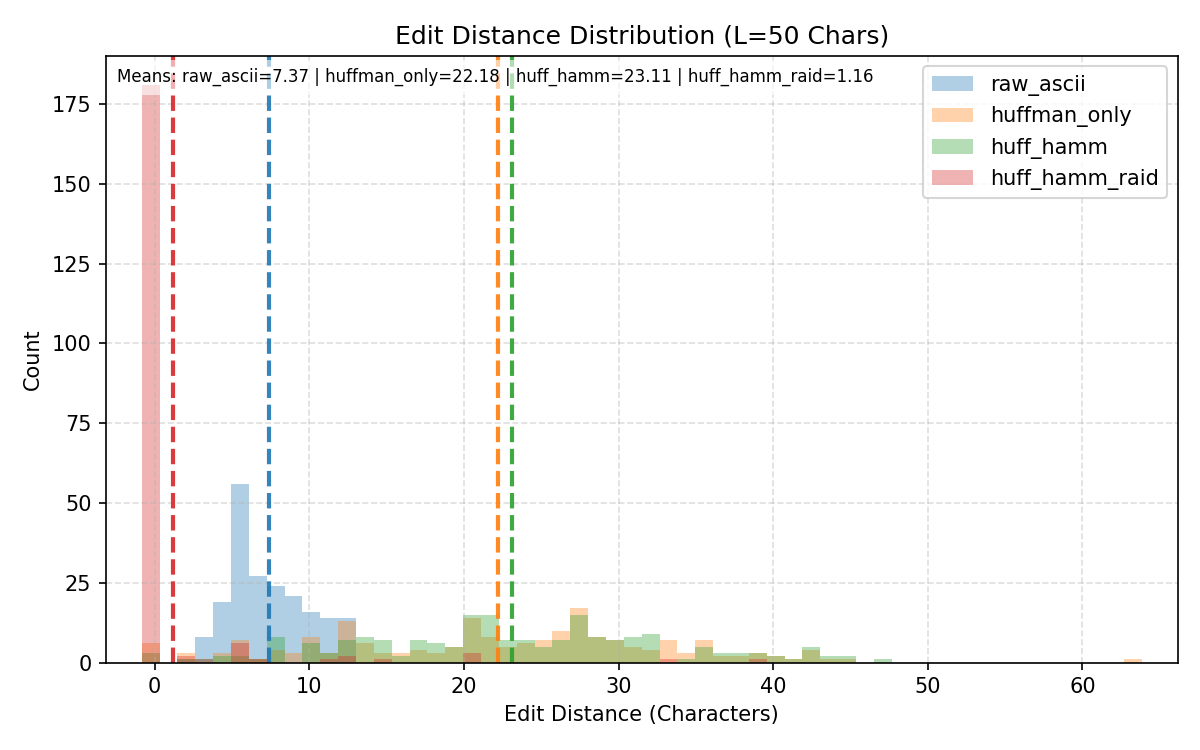 Edit Distance Distribution (L=50 Chars)
Means: raw_ascii=7.37 | huffman_only=22.18 | huff_hamm=23.11 | huff_hamm_raid=1.16
raw_ascii
huffman_only
huff_hamm
huff_hamm_raid
175
150
125
100
75
50
25
0
Count
0 10 20 30 40 50 60
Edit Distance (Characters)